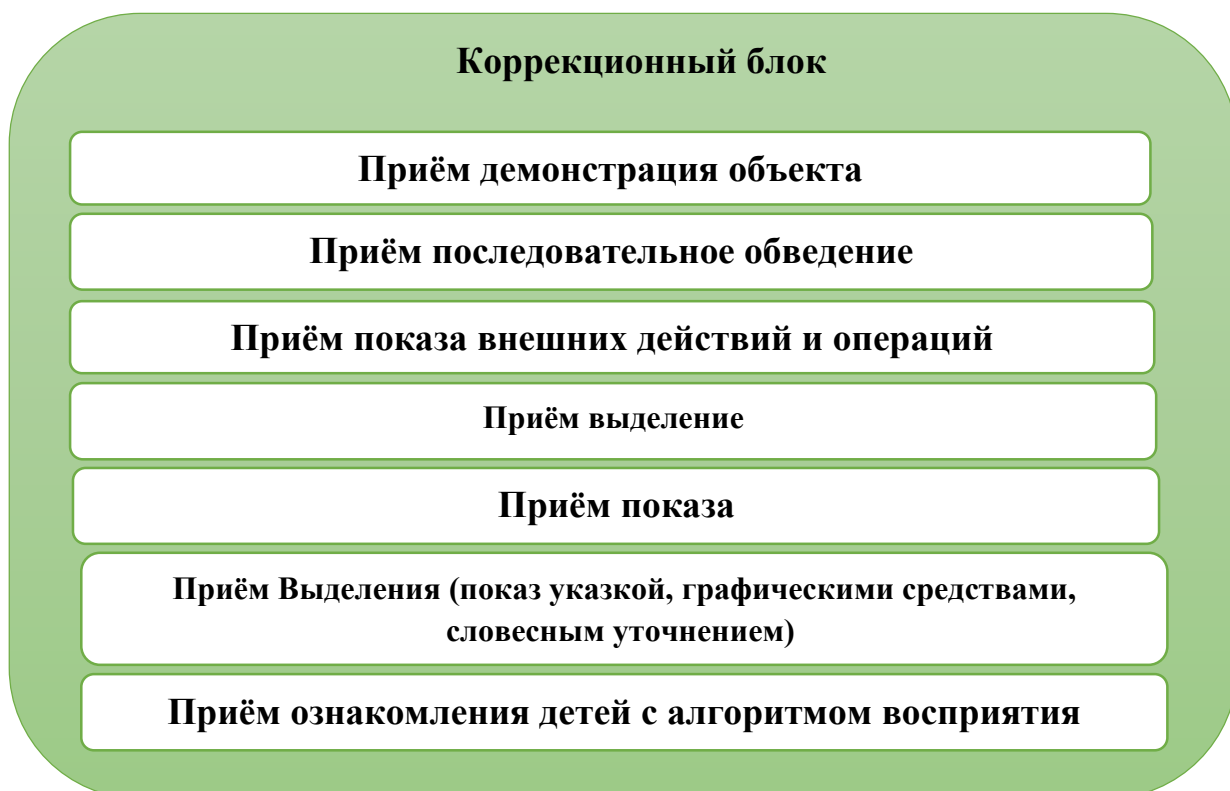 Коррекционный блок
Приём демонстрация объекта
Приём последовательное обведение
Приём показа внешних действий и операций
Приём выделение
Приём показа
Приём Выделения (показ указкой, графическими средствами,
словесным уточнением)
Приём ознакомления детей с алгоритмом восприятия